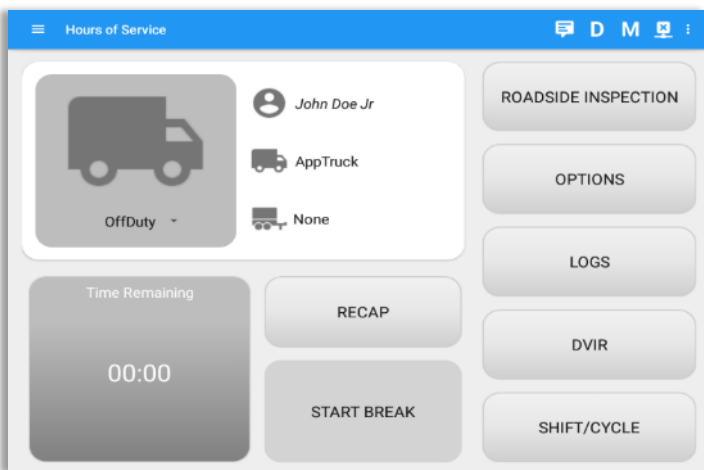 Hours of Service
D M
John Doe Jr
AppTruck
OffDuty
None
Time Remaining
00:00
RECAP
START BREAK
ROADSIDE INSPECTION
OPTIONS
LOGS
DVIR
SHIFT/CYCLE